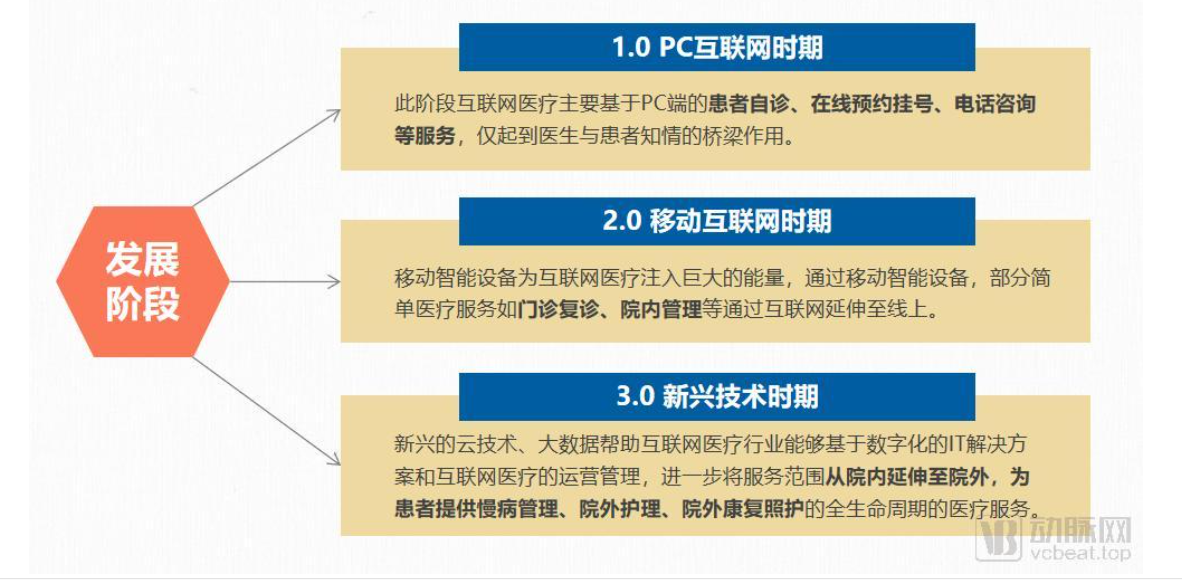 1.0 PC互联网时期
此阶段互联网医疗主要基于PC端的患者自诊、在线预约挂号、电话咨询
等服务，仅起到医生与患者知情的桥梁作用。
2.0 移动互联网时期
发展
阶段
移动智能设备为互联网医疗注入巨大的能量，通过移动智能设备，部分简
单医疗服务如门诊复诊、院内管理等通过互联网延伸至线上。
3.0 新兴技术时期
新兴的云技术、大数据帮助互联网医疗行业能够基于数字化的IT解决方
案和互联网医疗的运营管理，进一步将服务范围从院内延伸至院外，为
患者提供慢病管理、院外护理、院外康复照护的全生命周期的医疗服务。
VB 动脉网
vcbeat.top